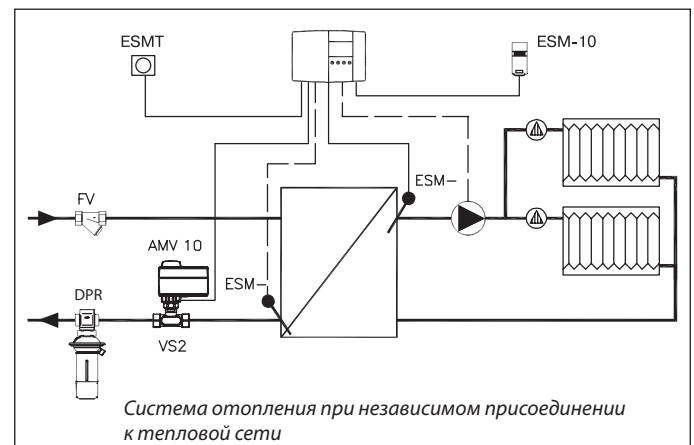 ESMT
ESM-10
FV
ESM-
AMV 10
ESM-
DPR
VS2
Система отопления при независимом присоединении
к тепловой сети